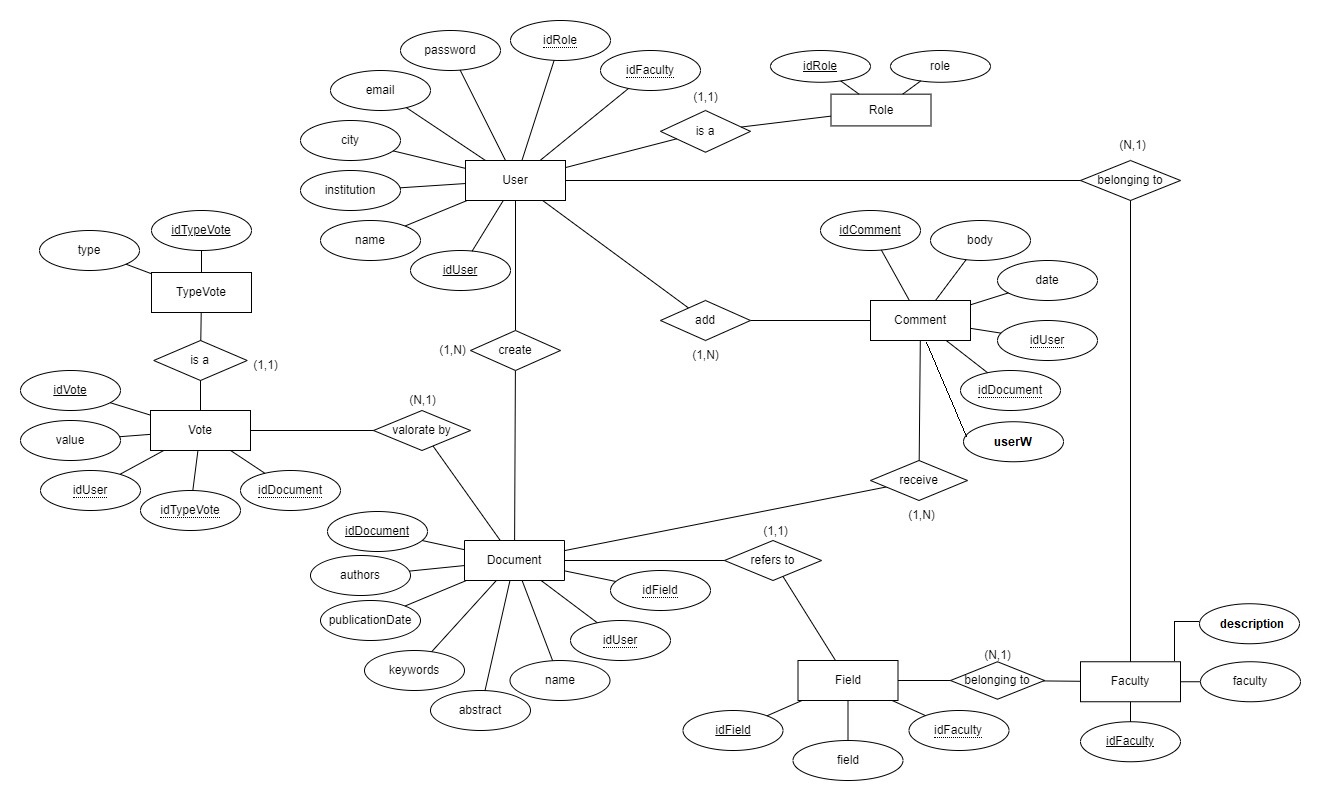 idRole
password
idFaculty
idRole
role
email
(1,1)
Role
is a
city
(N,1)
User
belonging to
institution
idTypeVote
idComment
name
body
type
idUser
date
TypeVote
add
Comment
idUser
(1,N)
create
(1,N)
is a
(1,1)
idVote
idDocument
(N,1)
Vote
valorate by
value
userW
receive
idUser
idDocument
idTypeVote
(1,N)
idDocument
(1,1)
Document
refers to
authors
idField
publicationDate
description
idUser
(N,1)
keywords
name
Field
belonging to
Faculty
faculty
abstract
idField
idFaculty
idFaculty
field